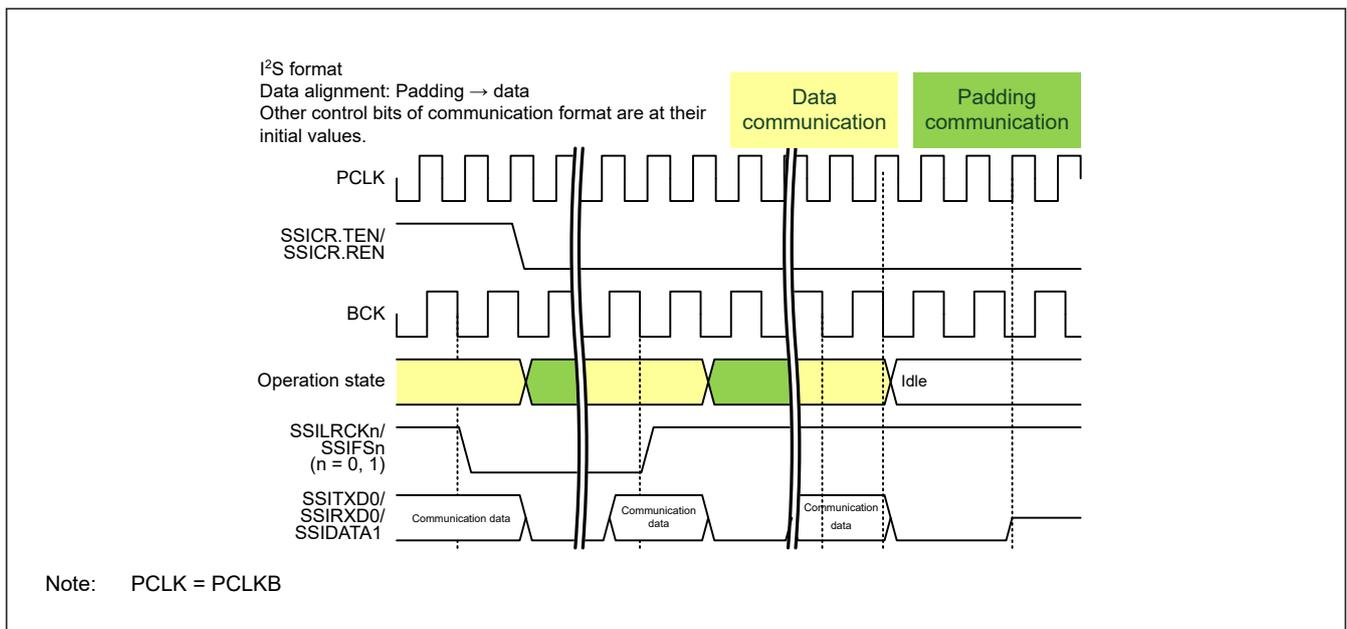 I²S format
Data alignment: Padding → data
Other control bits of communication format are at their
initial values.
Data
communication
Padding
communication
PCLK
SSICR.TEN/
SSICR.REN
BCK
Operation state
Idle
SSILRCKn/
SSIFSn
(n = 0, 1)
SSITXD0/
SSIRXD0/
SSIDATA1
Communication data
Communication
data
Communication
data
Note: PCLK = PCLKB